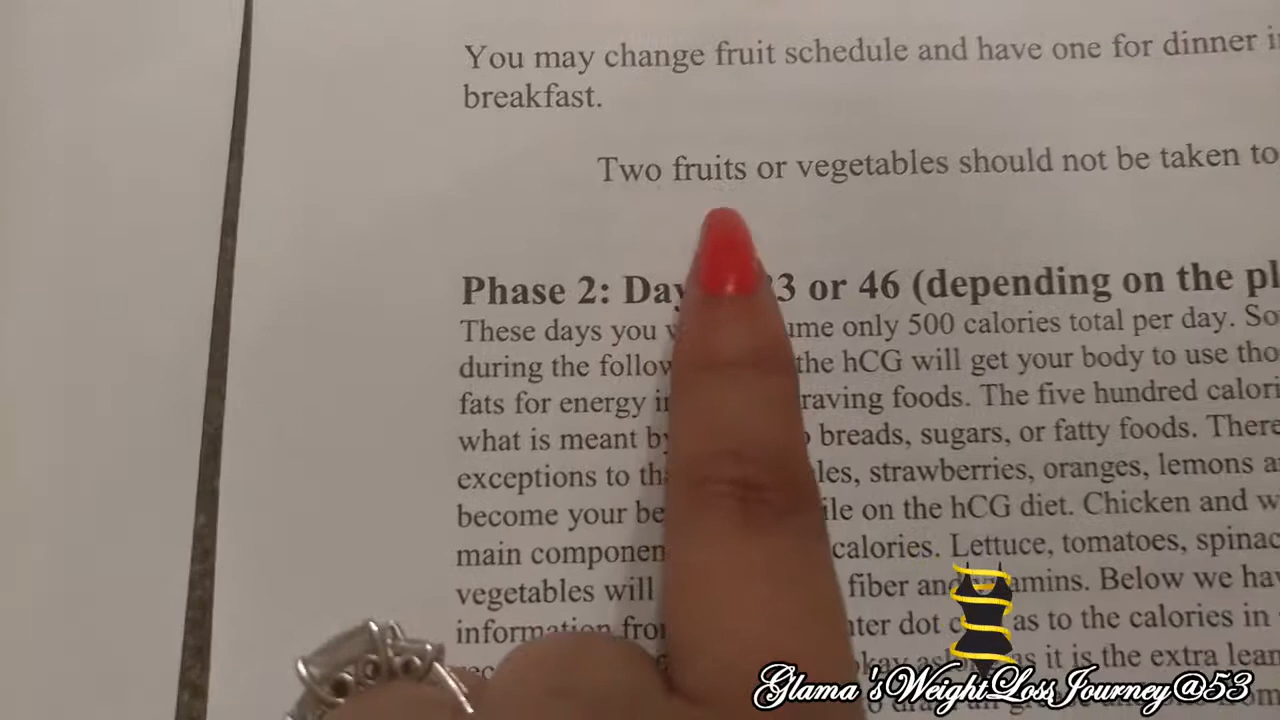 You may change fruit schedule and have one for dinner
breakfast.
Two fruits or vegetables should not be taken to
Phase 2: Day 3 or 46 (depending on the pl
These days you ume only 500 calories total per day. So
during the follow the hCG will get your body to use tho
fats for energy raving foods. The five hundred calori
what is meant by breads, sugars, or fatty foods. There
exceptions to les, strawberries, oranges, lemons
become your be ile on the hCG diet. Chicken and w
main componen calories. Lettuce, tomatoes, spinac
vegetables will fiber and amins. Below we ha
information fro nter dot as to the calories in
as it is the extra lean
Glama'sWeightLossJourney@53